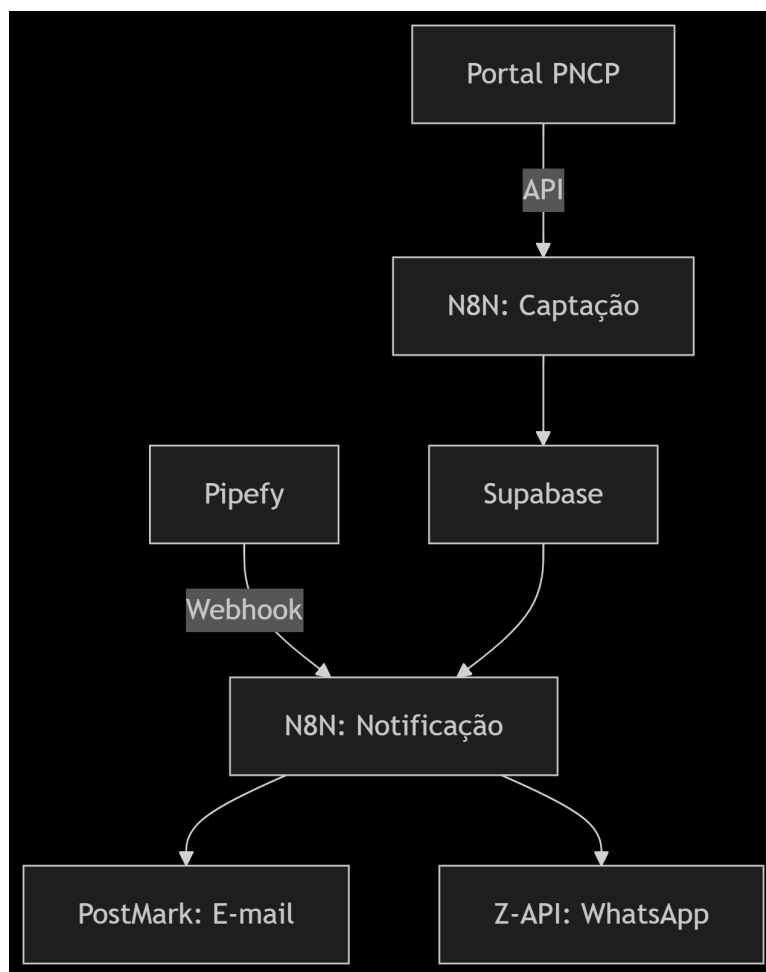 Portal PNCP
API
N8N: Captação
Pipefy
Supabase
Webhook
N8N: Notificação
PostMark: E-mail
Z-API: WhatsApp